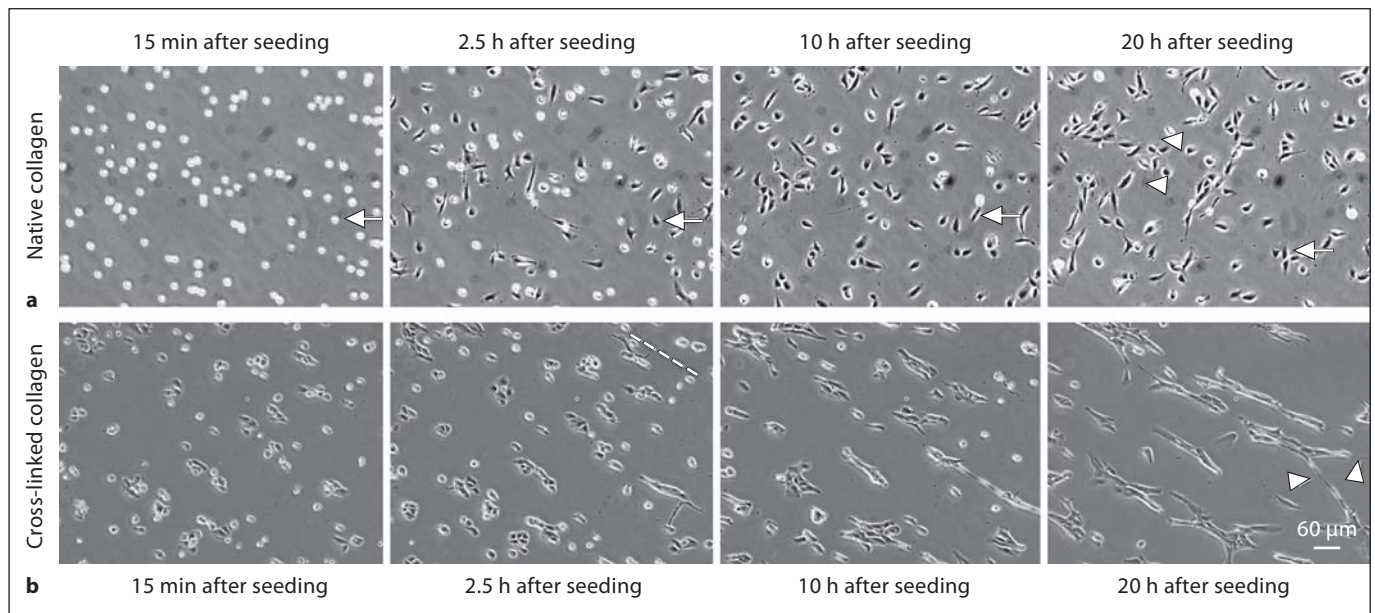 15 min after seeding
2.5 h after seeding
10 h after seeding
20 h after seeding
Native collagen
a
Cross-linked collagen
60 µm
b
15 min after seeding
2.5 h after seeding
10 h after seeding
20 h after seeding